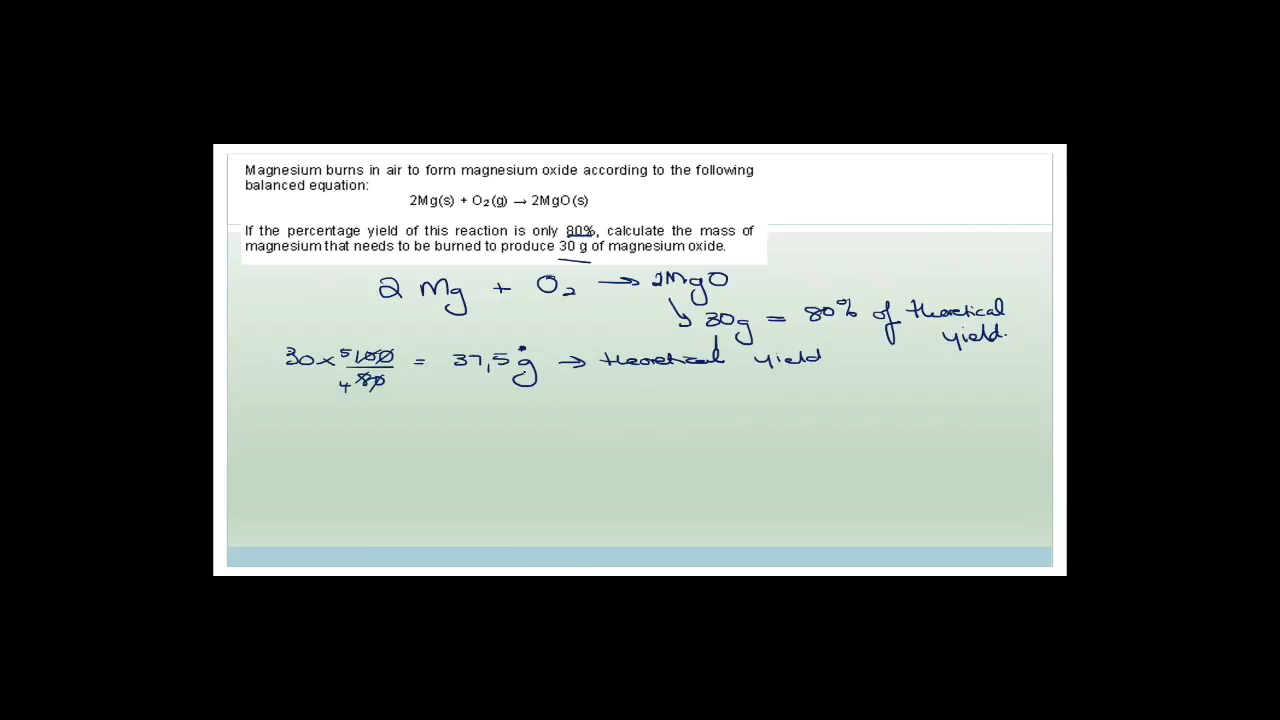 Magnesium burns in air to form magnesium oxide according to the following
balanced equation:
2Mg(s) + O₂(g) → 2MgO(s)
If the percentage yield of this reaction is only 80%, calculate the mass of
magnesium that needs to be burned to produce 30 g of magnesium oxide.
2 Mg + O₂ → 2MgO
30g = 80% of theoretical
yield.
30 × 5 100 = 37,5g → theoretical yield
4 80